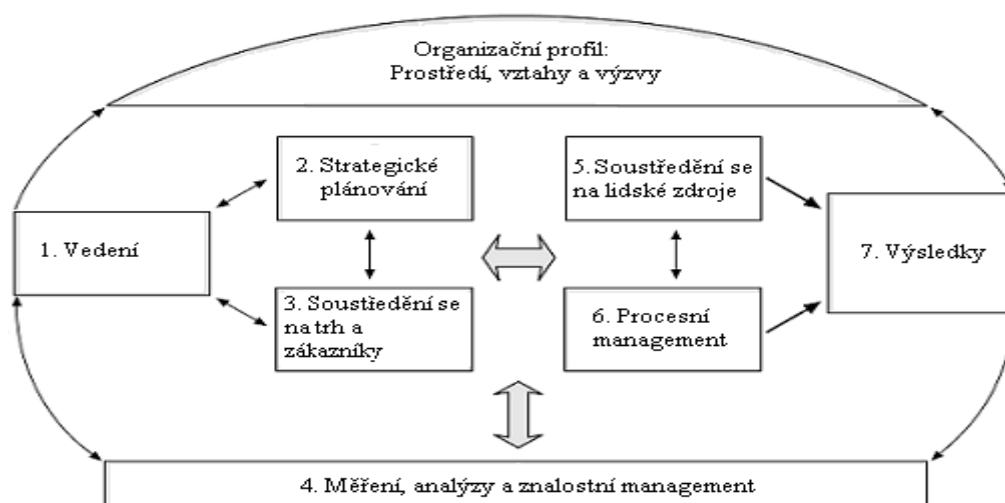 Organizační profil:
Prostředí, vztahy a výzvy
2. Strategické
plánování
5. Soustředění se
na lidské zdroje
1. Vedení
7. Výsledky
3. Soustředění se
na trh a
zákazníky
6. Procesní
management
4. Měření, analýzy a znalostní management